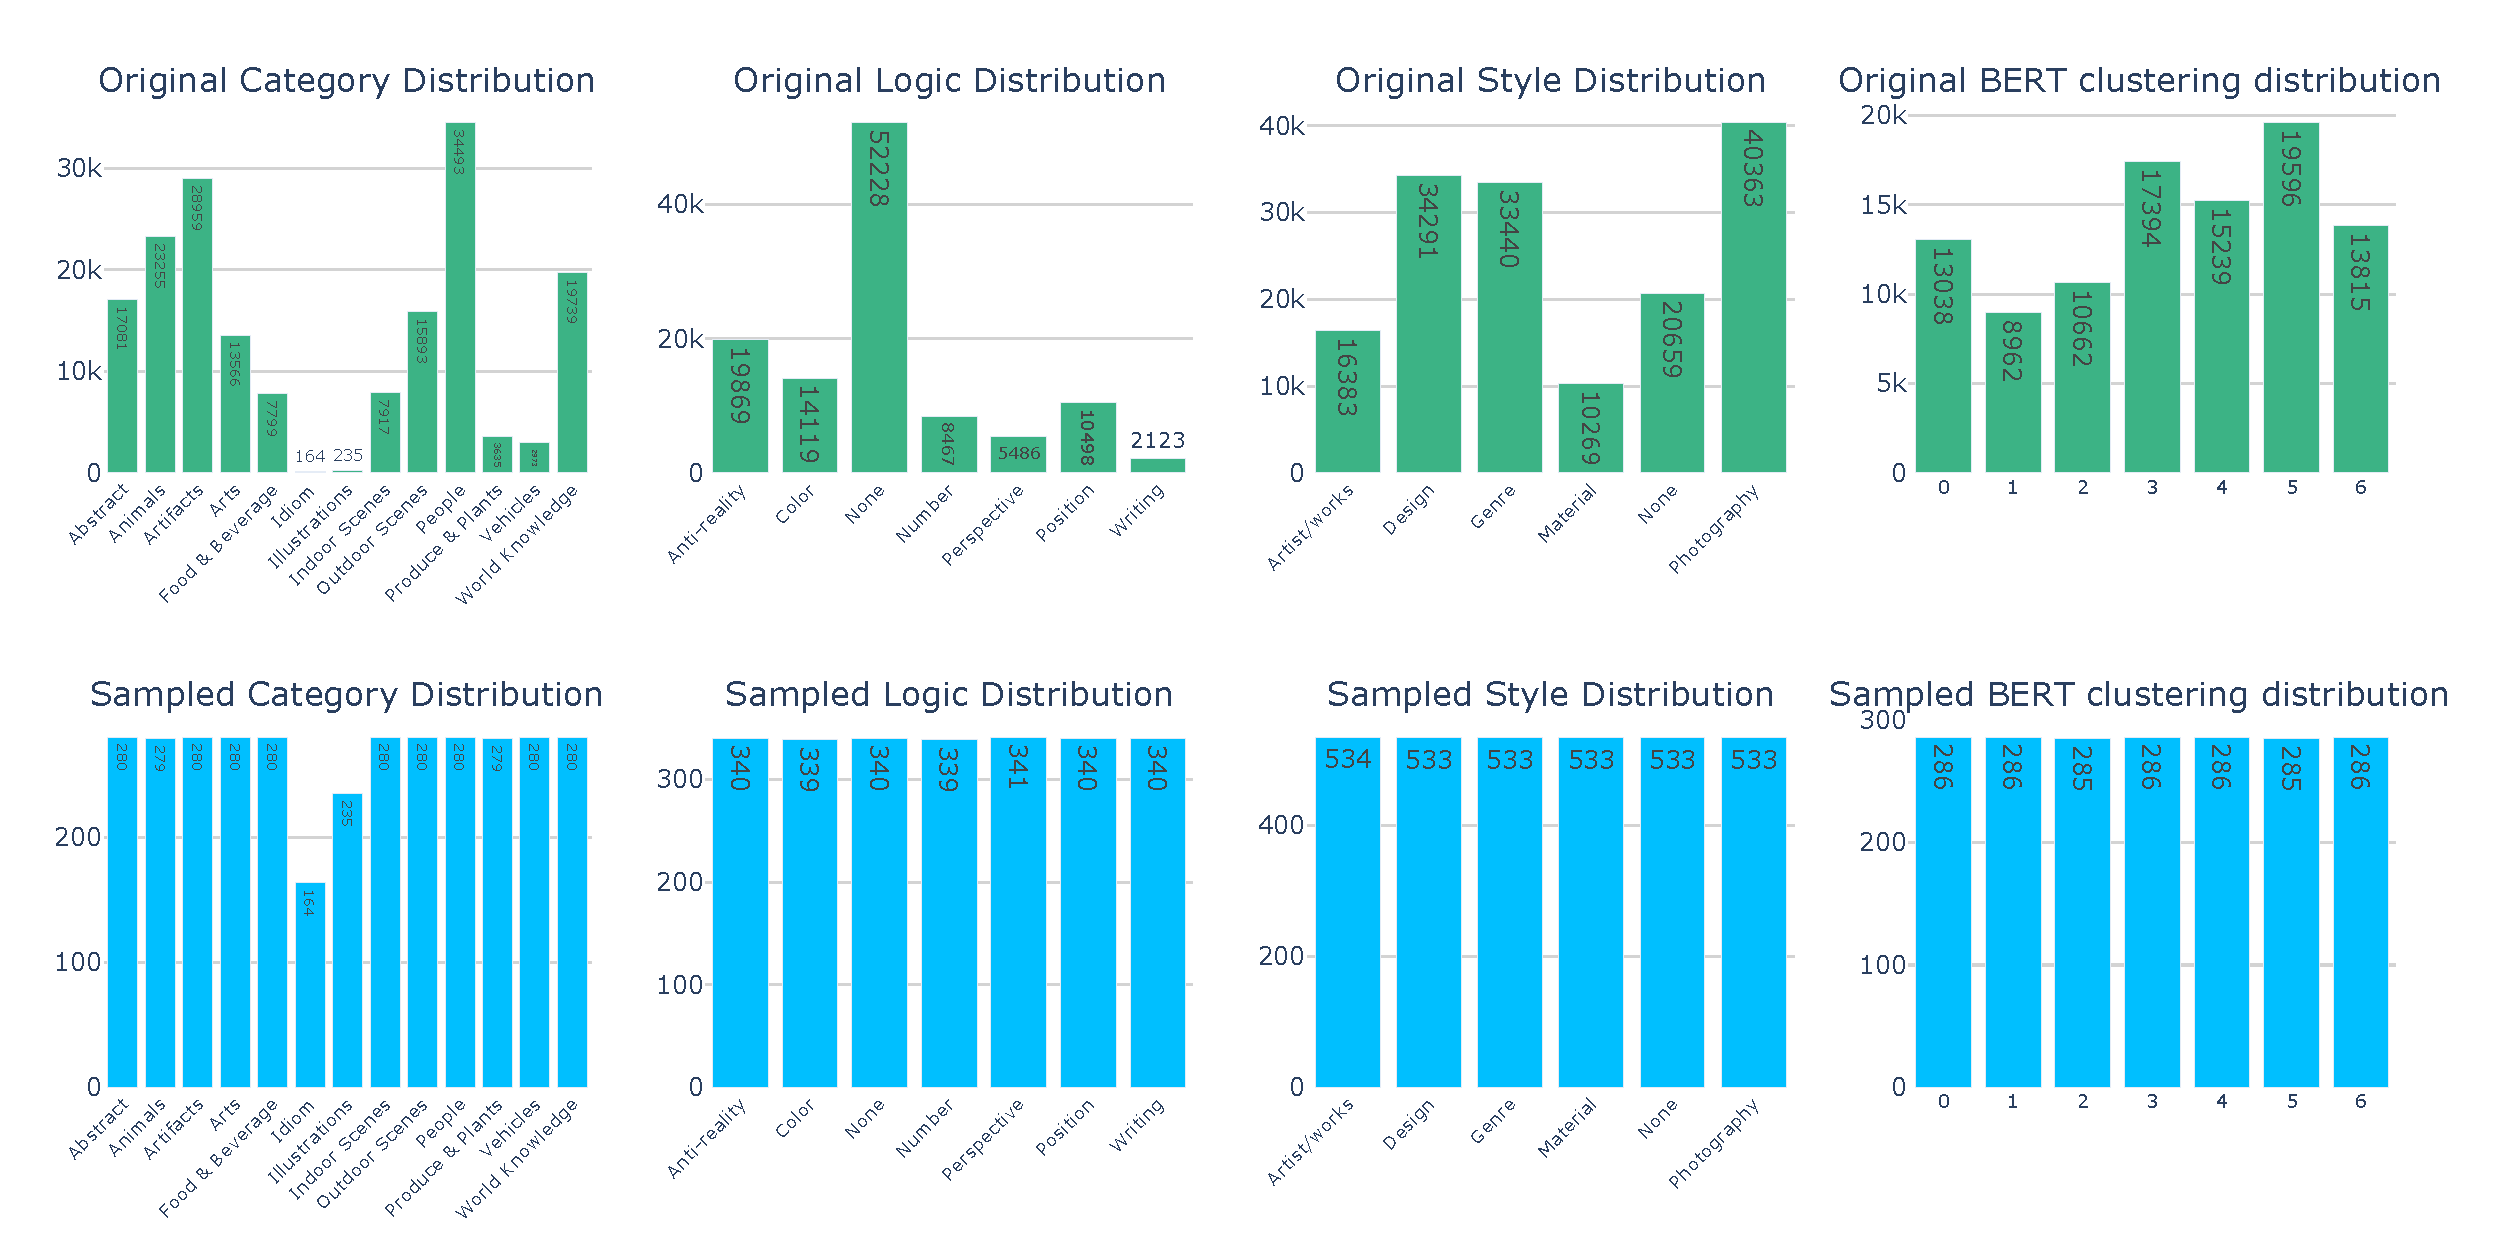 Original Category Distribution
30k
20k
10k
0
17081
23255
28959
13566
7799
164
235
7917
15893
34493
3635
2973
19739
Abstract
Animals
Artifacts
Arts
Food & Beverage
Idiom
Illustrations
Indoor Scenes
Outdoor Scenes
People
Produce & Plants
Vehicles
World Knowledge
Original Logic Distribution
40k
20k
0
19869
14119
52228
8467
5486
10498
2123
Anti-reality
Color
None
Number
Perspective
Position
Writing
Original Style Distribution
40k
30k
20k
10k
0
16383
34291
33440
10269
20659
40363
Artist/works
Design
Genre
Material
None
Photography
Original BERT clustering distribution
20k
15k
10k
5k
0
13038
8962
10662
17394
15239
19596
13815
0
1
2
3
4
5
6
Sampled Category Distribution
200
100
0
280
279
280
280
280
164
235
280
280
280
279
280
280
Abstract
Animals
Artifacts
Arts
Food & Beverage
Idiom
Illustrations
Indoor Scenes
Outdoor Scenes
People
Produce & Plants
Vehicles
World Knowledge
Sampled Logic Distribution
300
200
100
0
340
339
340
339
341
340
340
Anti-reality
Color
None
Number
Perspective
Position
Writing
Sampled Style Distribution
400
200
0
534
533
533
533
533
533
Artist/works
Design
Genre
Material
None
Photography
Sampled BERT clustering distribution
300
200
100
0
286
286
285
286
286
285
286
0
1
2
3
4
5
6